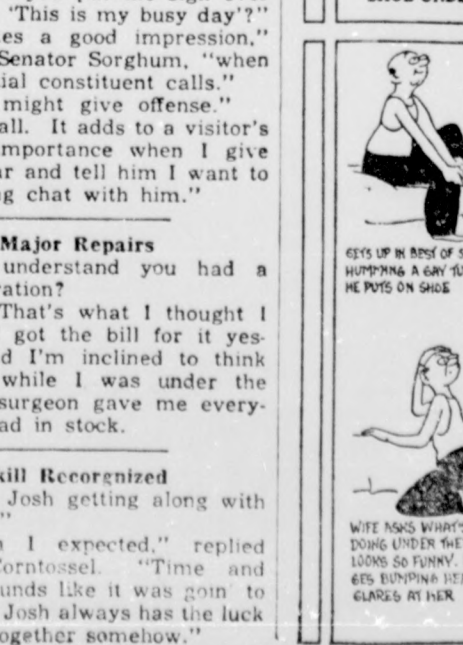 'This is my busy day'?"
es a good impression,"
Senator Sorghum, "when
ial constituent calls."
might give offense."
all. It adds to a visitor's
mportance when I give
r and tell him I want to
g chat with him."
Major Repairs
understand you had a
ation?
That's what I thought I
got the bill for it yes-
d I'm inclined to think
while I was under the
surgeon gave me every-
ad in stock.
kill Recorgnized
Josh getting along with
"
I expected," replied
Corntossel. "Time and
unds like it was goin' to
Josh always has the luck
ogether somehow."
GETS UP IN BEST OF S
HUMMING A GAY TU
HE PUTS ON SHOE
WIFE ASKS WHAT'S
DOING UNDER THE
LOOKS SO FUNNY.
GES BUMPING HE
GLARES AT HER